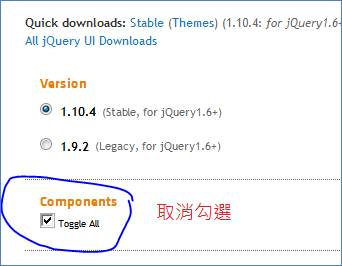 Quick downloads: Stable (Themes) (1.10.4: for jQuery1.6+
All jQuery UI Downloads
Version
1.10.4 (Stable, for jQuery1.6+)
1.9.2 (Legacy, for jQuery1.6+)
Components
Toggle All 取消勾選